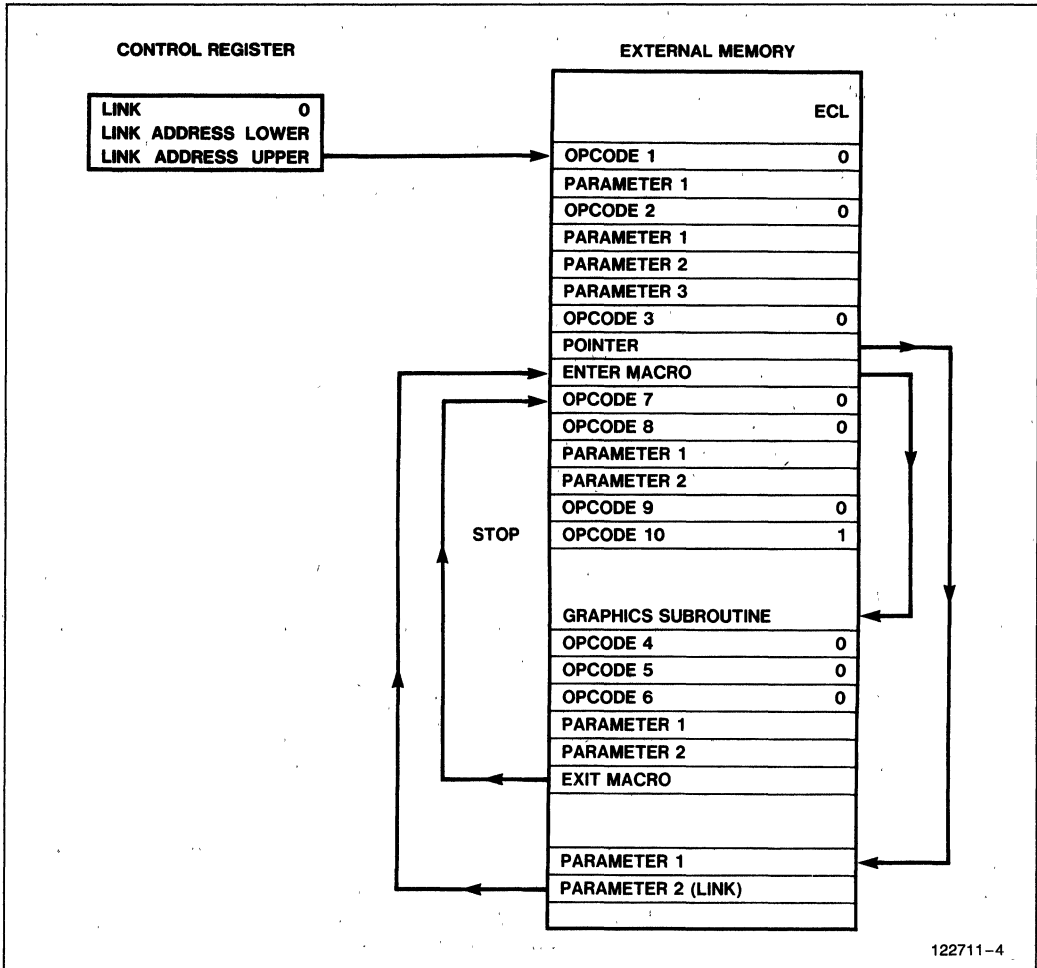 CONTROL REGISTER
LINK 0
LINK ADDRESS LOWER
LINK ADDRESS UPPER
EXTERNAL MEMORY
ECL
OPCODE 1 0
PARAMETER 1
OPCODE 2 0
PARAMETER 1
PARAMETER 2
PARAMETER 3
OPCODE 3 0
POINTER
ENTER MACRO
OPCODE 7 0
OPCODE 8 0
PARAMETER 1
PARAMETER 2
OPCODE 9 0
STOP OPCODE 10 1
GRAPHICS SUBROUTINE
OPCODE 4 0
OPCODE 5 0
OPCODE 6 0
PARAMETER 1
PARAMETER 2
EXIT MACRO
PARAMETER 1
PARAMETER 2 (LINK)
122711–4